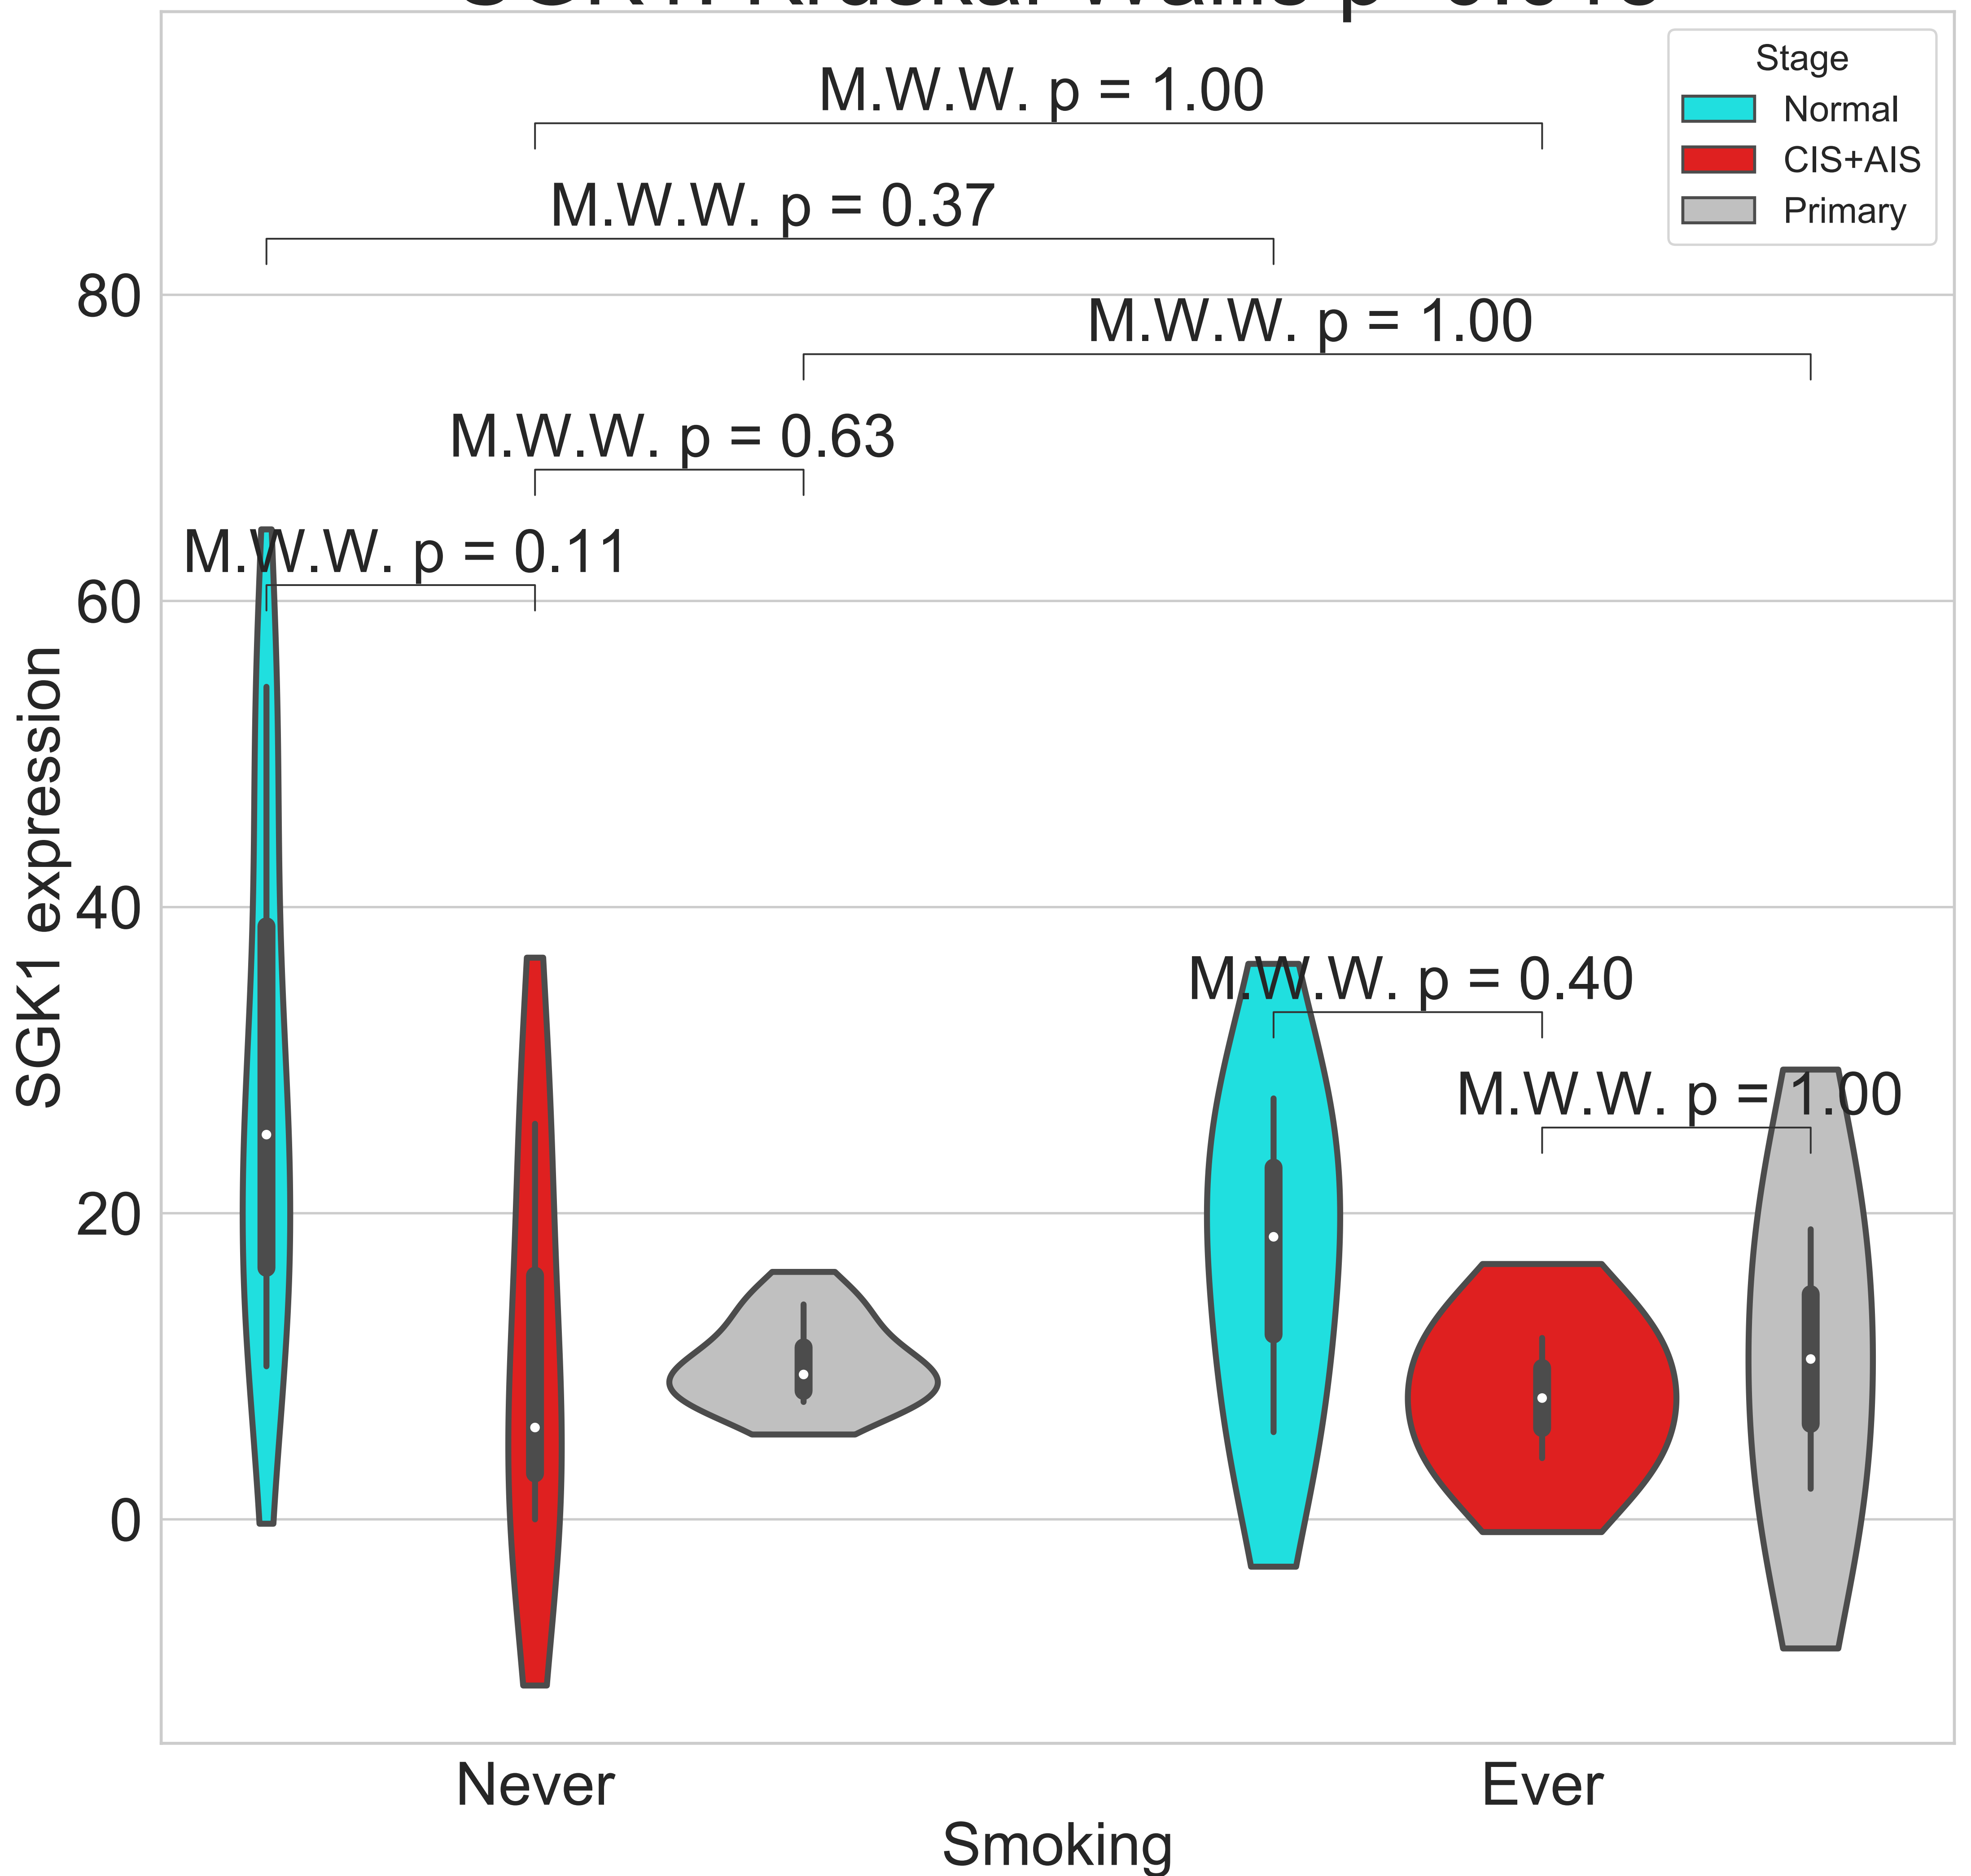 Stage
Normal
CIS+AIS
Primary
M.W.W. p = 1.00
M.W.W. p = 0.37
M.W.W. p = 1.00
M.W.W. p = 0.63
M.W.W. p = 0.11
M.W.W. p = 0.40
M.W.W. p = 1.00
SGK1 expression
80
60
40
20
0
Never
Ever
Smoking